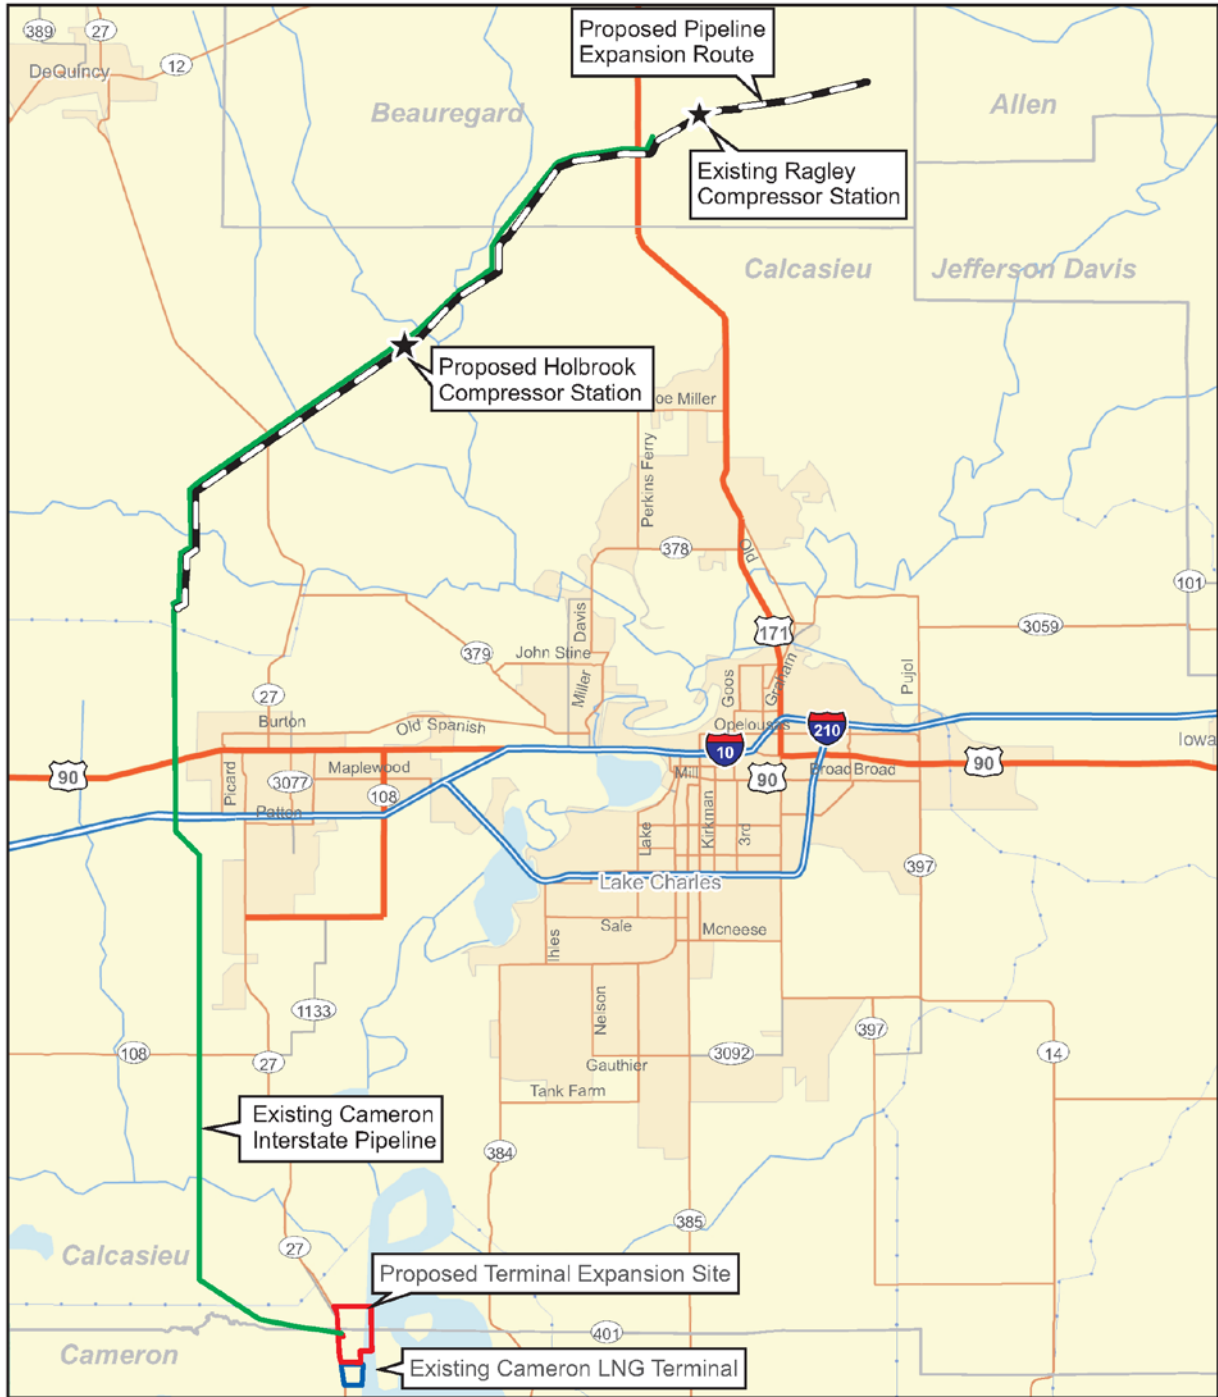 389
27
12
DeQuincy
Proposed Pipeline
Expansion Route
Beauregard
Allen
Existing Ragley
Compressor Station
Calcasieu
Jefferson Davis
Proposed Holbrook
Compressor Station
oe Miller
Perkins Ferry
378
Old
101
Davis
171
3059
John Stine
379
Miller
Goos
Graham
Pujol
27
Burton
Old Spanish
Opelousas
210
10
Iowa
90
Picard
3077
Maplewood
108
Mill
90
Broad
Broad
90
Patton
Lake
Kirkman
3rd
397
Lake Charles
Sale
Mcneese
Ihles
Nelson
1133
397
108
27
3092
14
Gauthier
Tank Farm
Existing Cameron
Interstate Pipeline
384
385
27
Calcasieu
Proposed Terminal Expansion Site
401
Cameron
Existing Cameron LNG Terminal